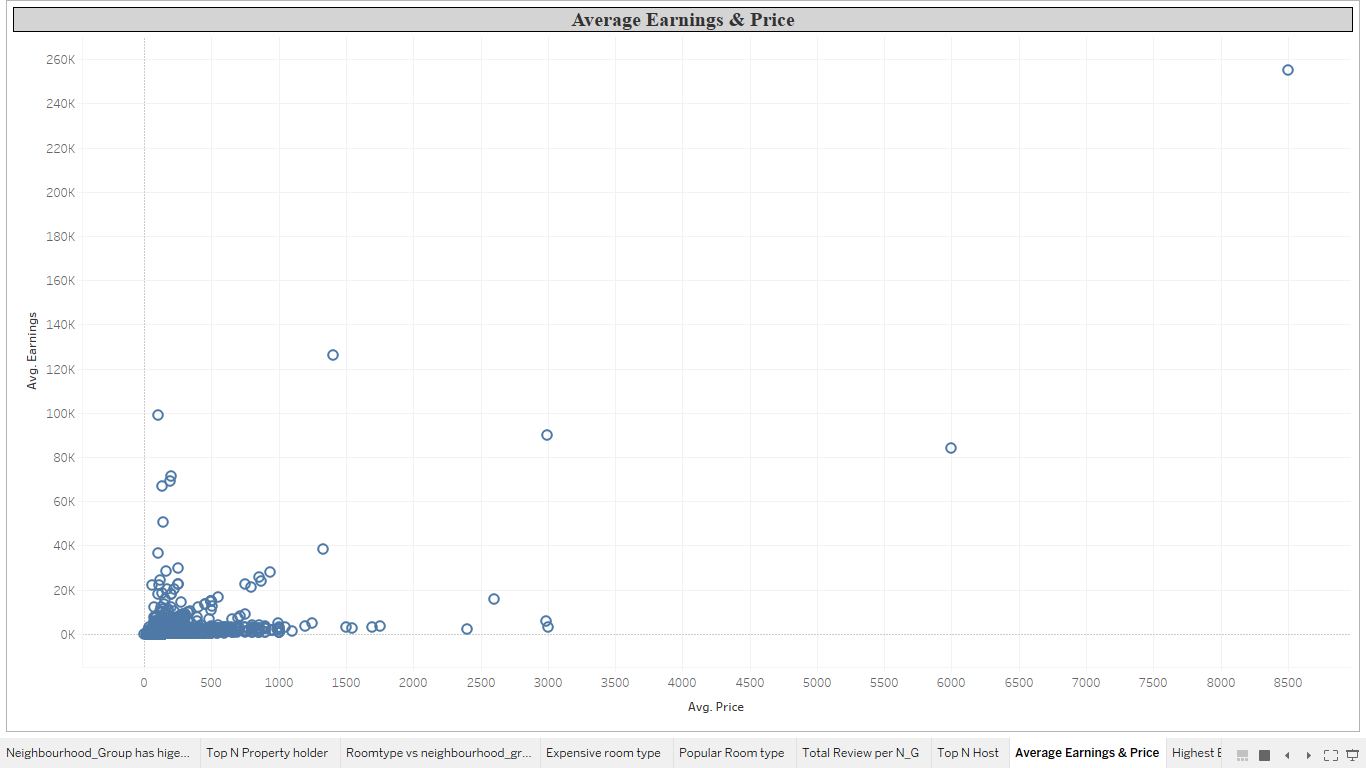 Average Earnings & Price
260K
240K
220K
200K
180K
160K
140K
120K
100K
80K
60K
40K
20K
0K
Avg. Earnings
0 500 1000 1500 2000 2500 3000 3500 4000 4500 5000 5500 6000 6500 7000 7500 8000 8500
Avg. Price
Neighbourhood_Group has hige... Top N Property holder Roomtype vs neighbourhood_gr... Expensive room type Popular Room type Total Review per N_G Top N Host Average Earnings & Price Highest E